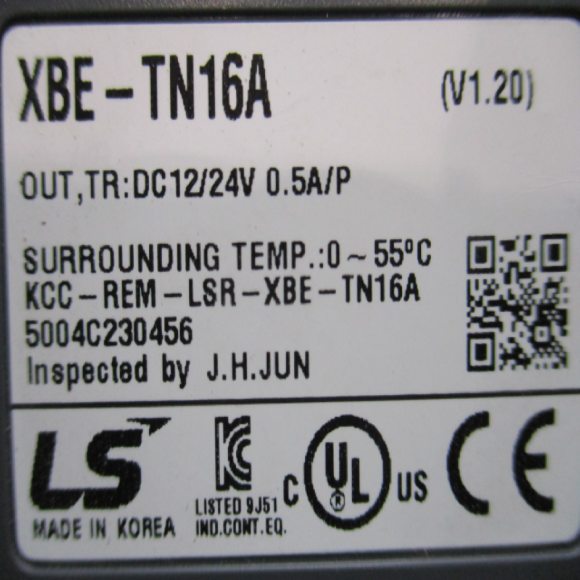 XBE-TN16A (V1.20)
OUT,TR:DC12/24V 0.5A/P
SURROUNDING TEMP.:0~55°C
KCC-REM-LSR-XBE-TN16A
5004C230456
Inspected by J.H.JUN
LS
MADE IN KOREA
KC
LISTED 9J51
IND.CONT.EQ.
C UL ® US
CE